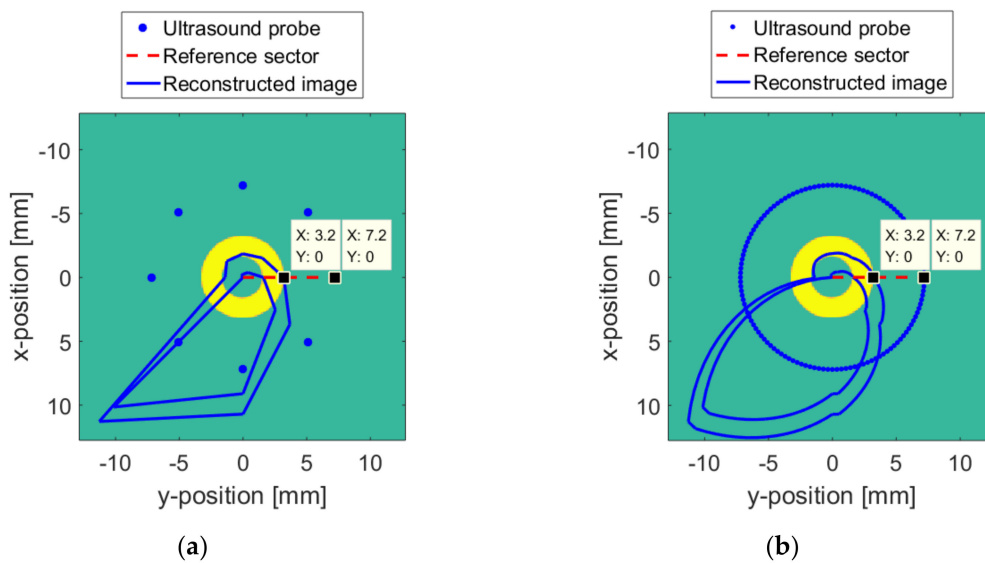 Ultrasound probe
Reference sector
Reconstructed image
-10
-5
0
5
10
x-position [mm]
X: 3.2
Y: 0
X: 7.2
Y: 0
-10 -5 0 5 10
y-position [mm]
(a)
Ultrasound probe
Reference sector
Reconstructed image
-10
-5
0
5
10
x-position [mm]
X: 3.2
Y: 0
X: 7.2
Y: 0
-10 -5 0 5 10
y-position [mm]
(b)